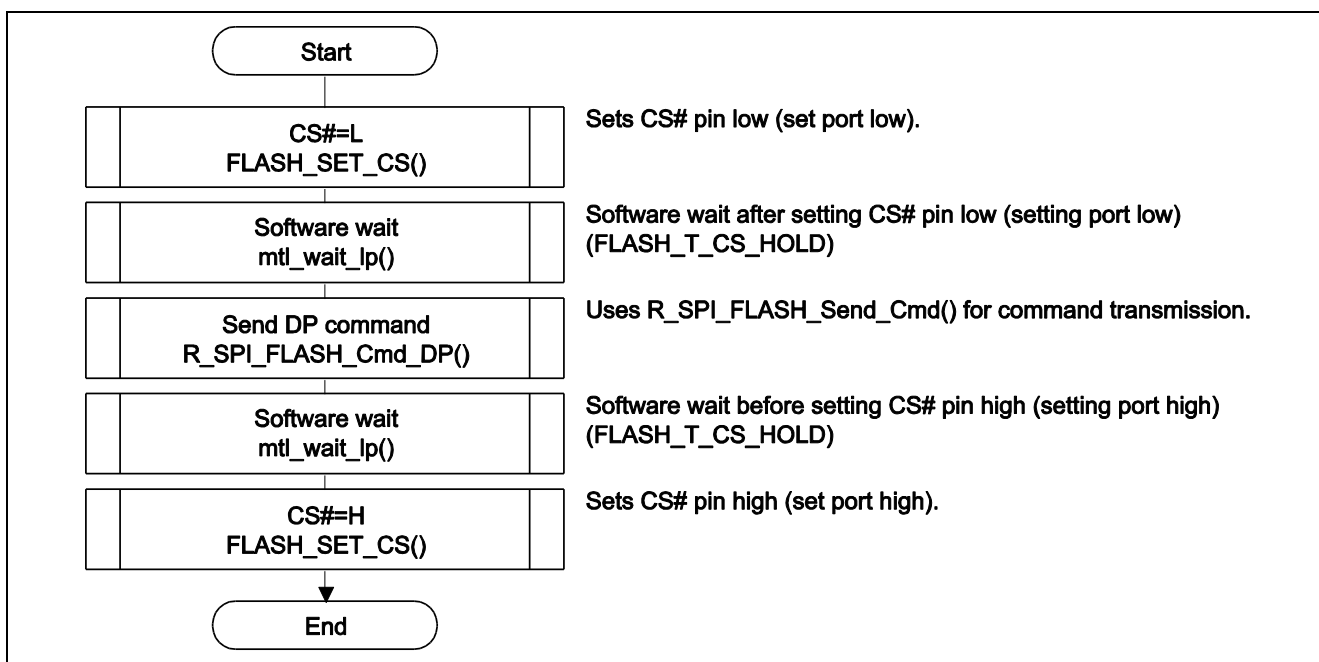 Start
CS#=L
FLASH_SET_CS()
Sets CS# pin low (set port low).
Software wait
mtl_wait_lp()
Software wait after setting CS# pin low (setting port low)
(FLASH_T_CS_HOLD)
Send DP command
R_SPI_FLASH_Cmd_DP()
Uses R_SPI_FLASH_Send_Cmd() for command transmission.
Software wait
mtl_wait_lp()
Software wait before setting CS# pin high (setting port high)
(FLASH_T_CS_HOLD)
CS#=H
FLASH_SET_CS()
Sets CS# pin high (set port high).
End